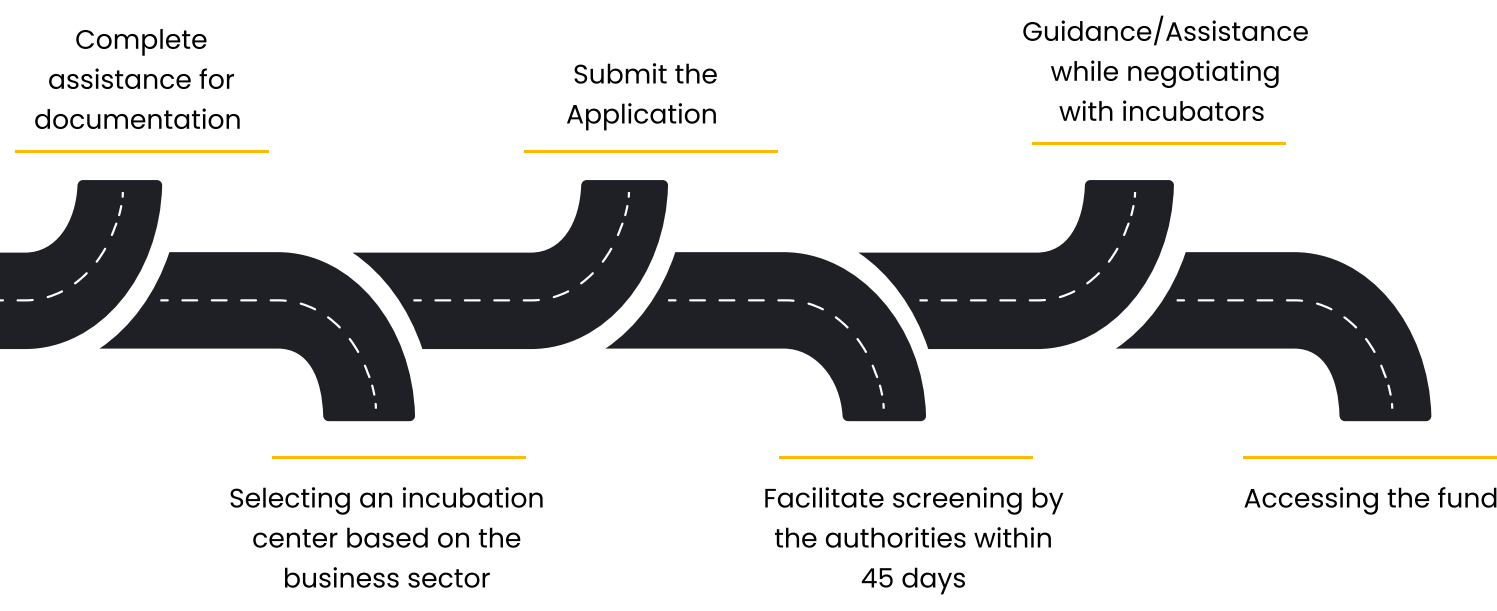 Complete
assistance for
documentation
Selecting an incubation
center based on the
business sector
Submit the
Application
Facilitate screening by
the authorities within
45 days
Guidance/Assistance
while negotiating
with incubators
Accessing the fund